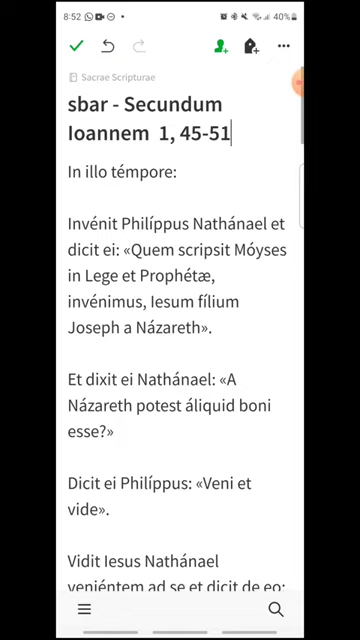 8:52
40%
Sacrae Scripturae
sbar - Secundum
Ioannem 1, 45-51
In illo témpore:
Invénit Philíppus Nathánael et
dicit ei: «Quem scripsit Móyses
in Lege et Prophétæ,
invénimus, Iesum fílium
Joseph a Názareth».
Et dixit ei Nathánael: «A
Názareth potest áliquid boni
esse?»
Dicit ei Philíppus: «Veni et
vide».
Vidit Iesus Nathánael
veniéntem ad se et dicit de eo: